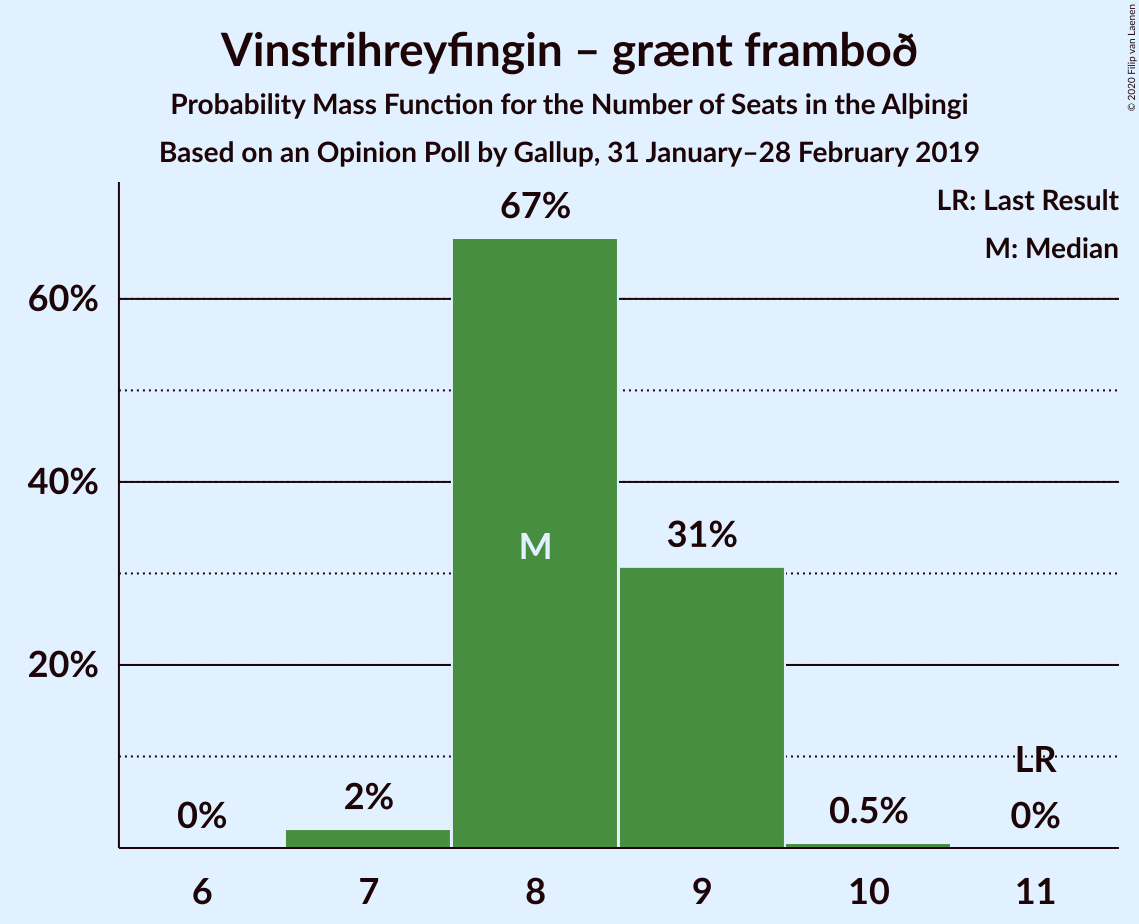 Vinstrihreyfingin – grænt framboð
Probability Mass Function for the Number of Seats in the Alþingi
Based on an Opinion Poll by Gallup, 31 January–28 February 2019
© 2020 Filip van Laenen
LR: Last Result
M: Median
67%
60%
40%
M
31%
20%
LR
0%
2%
0.5%
0%
6
7
8
9
10
11